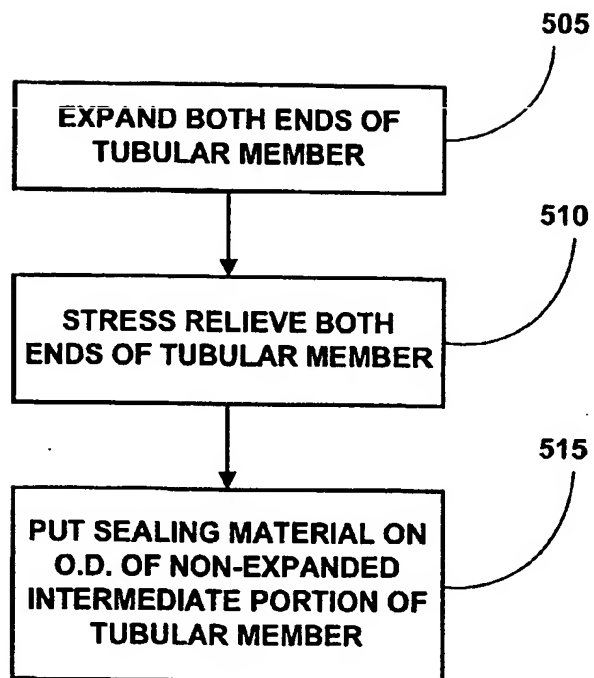 505
EXPAND BOTH ENDS OF
TUBULAR MEMBER
510
STRESS RELIEVE BOTH
ENDS OF TUBULAR MEMBER
515
PUT SEALING MATERIAL ON
O.D. OF NON-EXPANDED
INTERMEDIATE PORTION OF
TUBULAR MEMBER